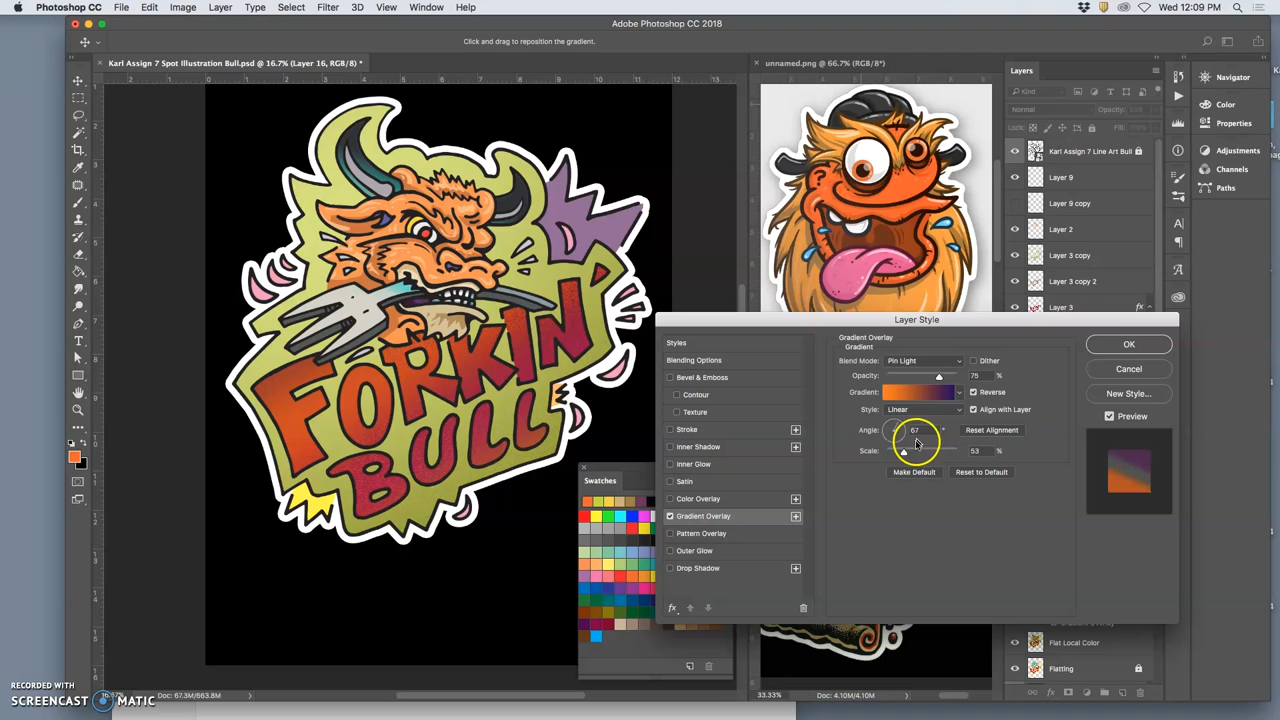 Photoshop File Edit Image Layer Type Select Filter 3D View Window Help
Wed 12:09 PM
Adobe Photoshop CC 2018
Click and drag to reposition the gradient.
Karl Assign 7 Spot Illustration Bull.psd @ 16.7% (Layer 16, RGB/8) *
unnamed.png @ 66.7% (RGB/8*)
FORKIN'
BULL
Layers
Kind
Normal
Opacity:
Lock:
Fill:
Karl Assign 7 Line Art Bull
Layer 9
Layer 9 copy
Layer 2
Layer 3 copy
Layer 3 copy 2
Layer 3
fx
Flat Local Color
Flatting
Navigator
Color
Properties
Adjustments
Channels
Paths
Layer Style
Styles
Blending Options
Bevel & Emboss
Contour
Texture
Stroke
Inner Shadow
Inner Glow
Satin
Color Overlay
Gradient Overlay
Pattern Overlay
Outer Glow
Drop Shadow
fx
Gradient Overlay
Gradient
Blend Mode: Pin Light Dither
Opacity: 75 %
Gradient: Reverse
Style: Linear Align with Layer
Angle: 67 ° Reset Alignment
Scale: 53 %
Make Default Reset to Default
OK
Cancel
New Style...
Preview
Swatches
Doc: 67.3M/663.8M
33.33% Doc: 4.10M/4.10M
RECORDED WITH
SCREENCAST MATIC